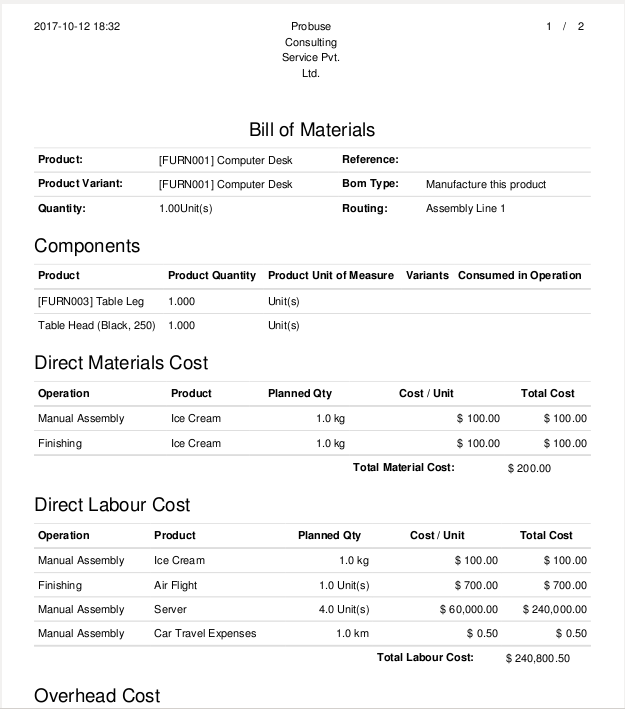 2017-10-12 18:32 Probuse 1 / 2
Consulting
Service Pvt.
Ltd.
Bill of Materials
Product: [FURN001] Computer Desk Reference:
Product Variant: [FURN001] Computer Desk Bom Type: Manufacture this product
Quantity: 1.00Unit(s) Routing: Assembly Line 1
Components
Product Product Quantity Product Unit of Measure Variants Consumed in Operation
[FURN003] Table Leg 1.000 Unit(s)
Table Head (Black, 250) 1.000 Unit(s)
Direct Materials Cost
Operation Product Planned Qty Cost / Unit Total Cost
Manual Assembly Ice Cream 1.0 kg $ 100.00 $ 100.00
Finishing Ice Cream 1.0 kg $ 100.00 $ 100.00
Total Material Cost: $ 200.00
Direct Labour Cost
Operation Product Planned Qty Cost / Unit Total Cost
Manual Assembly Ice Cream 1.0 kg $ 100.00 $ 100.00
Finishing Air Flight 1.0 Unit(s) $ 700.00 $ 700.00
Manual Assembly Server 4.0 Unit(s) $ 60,000.00 $ 240,000.00
Manual Assembly Car Travel Expenses 1.0 km $ 0.50 $ 0.50
Total Labour Cost: $ 240,800.50
Overhead Cost